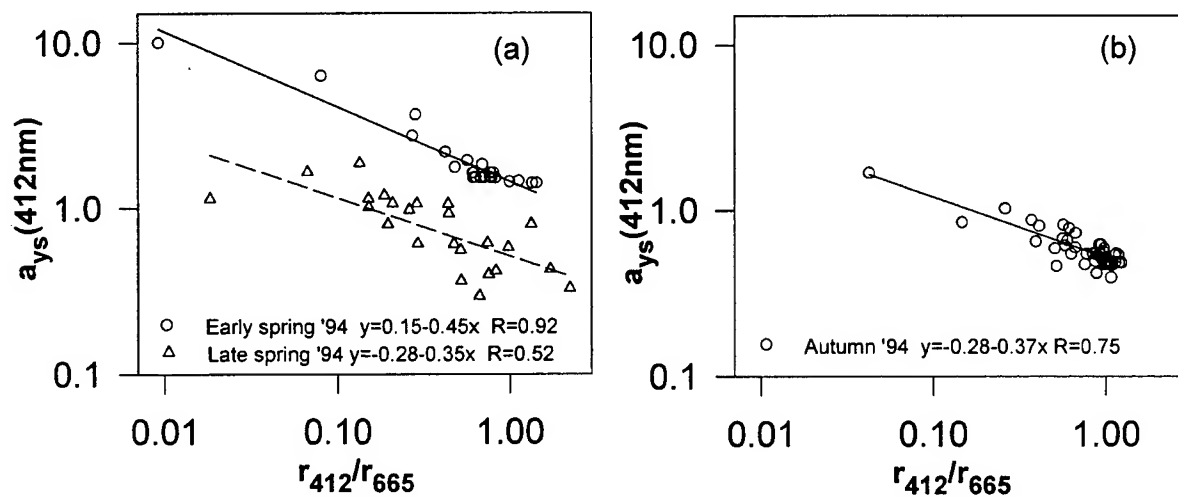 (a)
10.0
1.0
0.1
a_ys(412nm)
Early spring '94 y=0.15-0.45x R=0.92
Late spring '94 y=-0.28-0.35x R=0.52
0.01 0.10 1.00
r412/r665
(b)
10.0
1.0
0.1
a_ys(412nm)
Autumn '94 y=-0.28-0.37x R=0.75
0.01 0.10 1.00
r412/r665